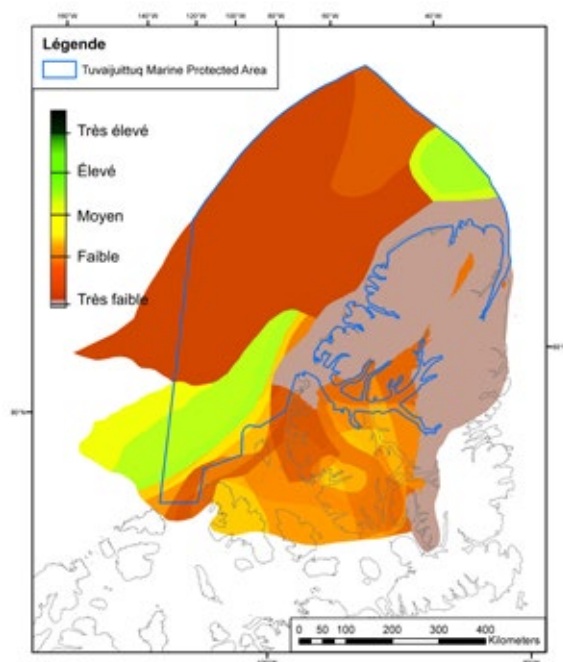 Légende
Tuvaijuittuq Marine Protected Area
Très élevé
Élevé
Moyen
Faible
Très faible
0 50 100 200 300 400
Kilometers